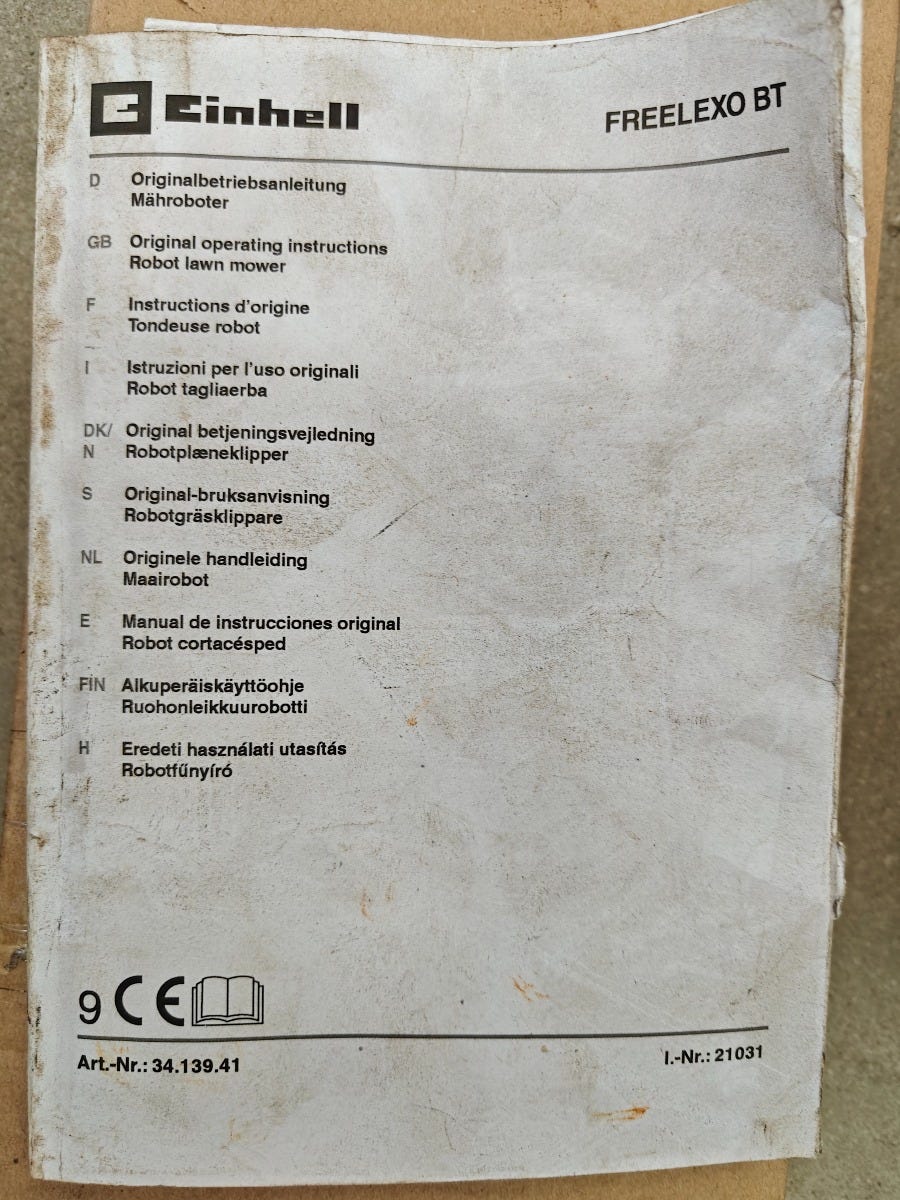 Einhell
FREELEXO BT
D Originalbetriebsanleitung
Mähroboter
GB Original operating instructions
Robot lawn mower
F Instructions d'origine
Tondeuse robot
I Istruzioni per l'uso originali
Robot tagliaerba
DK/ Original betjeningsvejledning
N Robotplæneklipper
S Original-bruksanvisning
Robotgräsklippare
NL Originele handleiding
Maairobot
E Manual de instrucciones original
Robot cortacésped
FIN Alkuperäiskäyttöohje
Ruohonleikkuurobotti
H Eredeti használati utasítás
Robotfűnyíró
9 CE
Art.-Nr.: 34.139.41
I.-Nr.: 21031